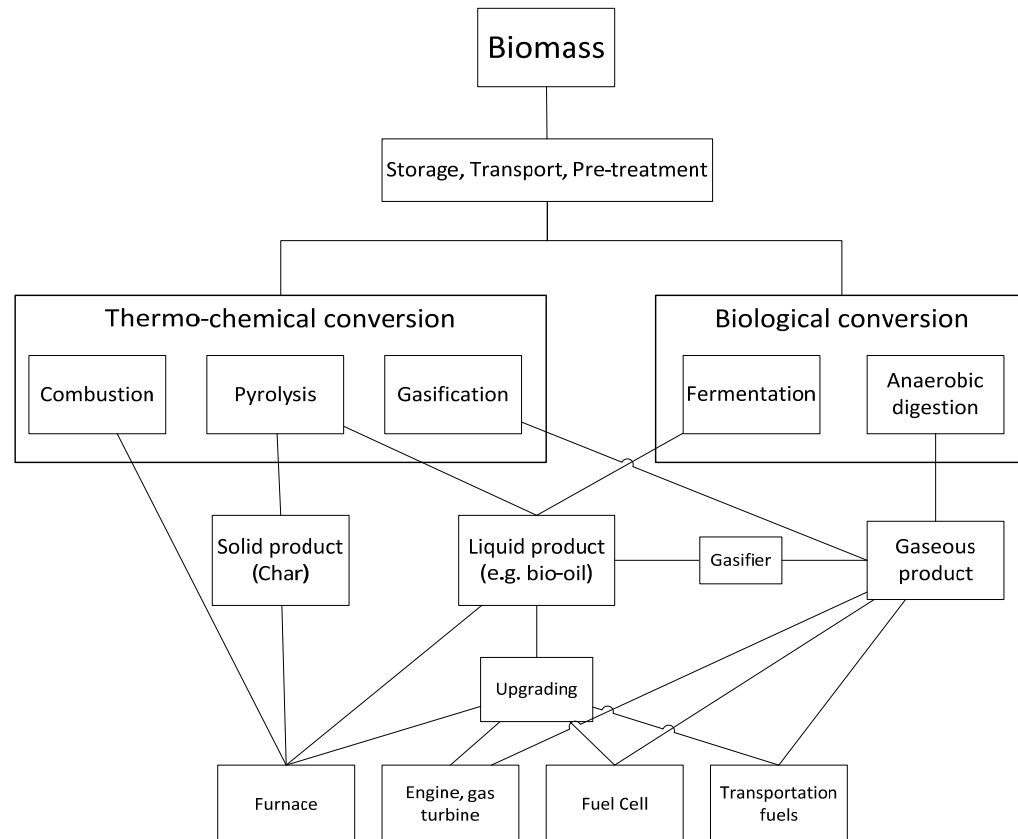 Biomass
Storage, Transport, Pre-treatment
Thermo-chemical conversion
Combustion
Pyrolysis
Gasification
Biological conversion
Fermentation
Anaerobic
digestion
Solid product
(Char)
Liquid product
(e.g. bio-oil)
Gasifier
Gaseous
product
Upgrading
Furnace
Engine, gas
turbine
Fuel Cell
Transportation
fuels